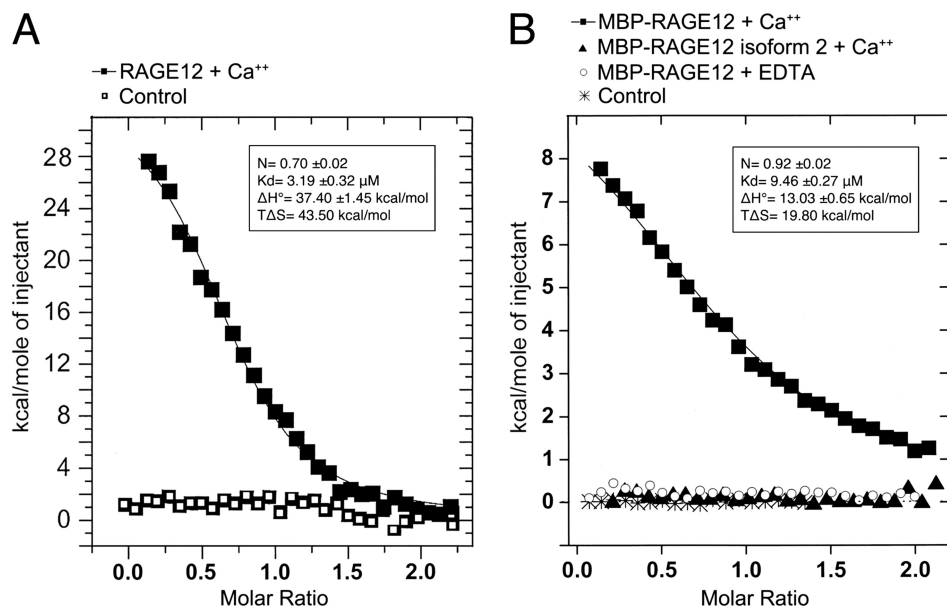 A
RAGE12 + Ca⁺⁺
Control
N= 0.70 ±0.02
Kd= 3.19 ±0.32 µM
ΔH°= 37.40 ±1.45 kcal/mol
TΔS= 43.50 kcal/mol
kcal/mole of injectant
28
24
20
16
12
8
4
0
0.0 0.5 1.0 1.5 2.0
Molar Ratio
B
MBP-RAGE12 + Ca⁺⁺
MBP-RAGE12 isoform 2 + Ca⁺⁺
MBP-RAGE12 + EDTA
Control
N= 0.92 ±0.02
Kd= 9.46 ±0.27 µM
ΔH°= 13.03 ±0.65 kcal/mol
TΔS= 19.80 kcal/mol
kcal/mole of injectant
8
7
6
5
4
3
2
1
0
0.0 0.5 1.0 1.5 2.0
Molar Ratio